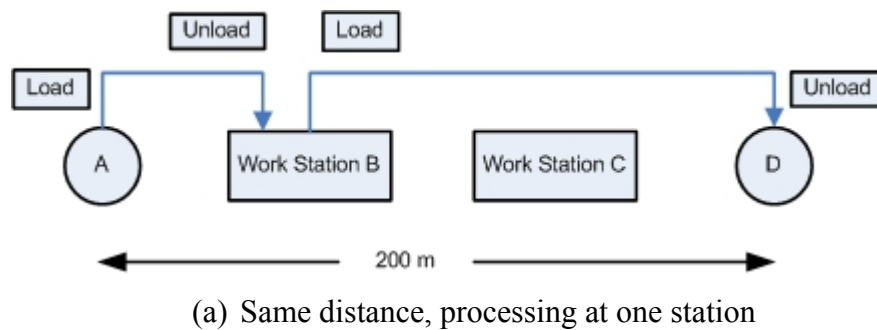 Unload
Load
Load
Unload
A
Work Station B
Work Station C
D
200 m
(a) Same distance, processing at one station